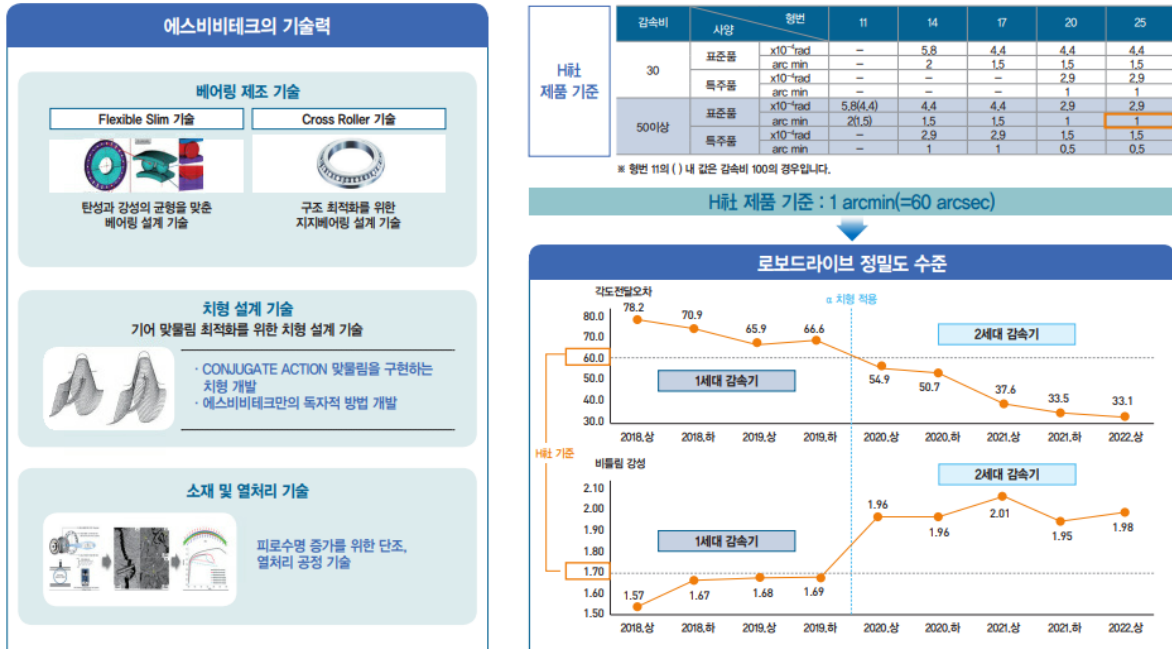 에스비비테크의 기술력
베어링 제조 기술
Flexible Slim 기술
Cross Roller 기술
탄성과 강성의 균형을 맞춘
베어링 설계 기술
구조 최적화를 위한
지지베어링 설계 기술
치형 설계 기술
기어 맞물림 최적화를 위한 치형 설계 기술
· CONJUGATE ACTION 맞물림을 구현하는
치형 개발
· 에스비비테크만의 독자적 방법 개발
소재 및 열처리 기술
피로수명 증가를 위한 단조,
열처리 공정 기술
H社
제품 기준
감속비 사양 형번 11 14 17 20 25
30 표준품 x10⁻⁴rad – 5.8 4.4 4.4 4.4
arc min – 2 1.5 1.5 1.5
특주품 x10⁻⁴rad – – – 2.9 2.9
arc min – – – 1 1
50이상 표준품 x10⁻⁴rad 5.8(4.4) 4.4 4.4 2.9 2.9
arc min 2(1.5) 1.5 1.5 1 1
특주품 x10⁻⁴rad – 2.9 2.9 1.5 1.5
arc min – 1 1 0.5 0.5
※ 형번 11의 ( ) 내 값은 감속비 100의 경우입니다.
H社 제품 기준 : 1 arcmin(=60 arcsec)
로보드라이브 정밀도 수준
각도전달오차
α 치형 적용
80.0
70.0
60.0
50.0
40.0
30.0
78.2
70.9
65.9
66.6
54.9
50.7
37.6
33.5
33.1
1세대 감속기
2세대 감속기
2018.상 2018.하 2019.상 2019.하 2020.상 2020.하 2021.상 2021.하 2022.상
H社 기준
비틀림 강성
2.10
2.00
1.90
1.80
1.70
1.60
1.50
1.57
1.67
1.68
1.69
1.96
1.96
2.01
1.95
1.98
1세대 감속기
2세대 감속기
2018.상 2018.하 2019.상 2019.하 2020.상 2020.하 2021.상 2021.하 2022.상